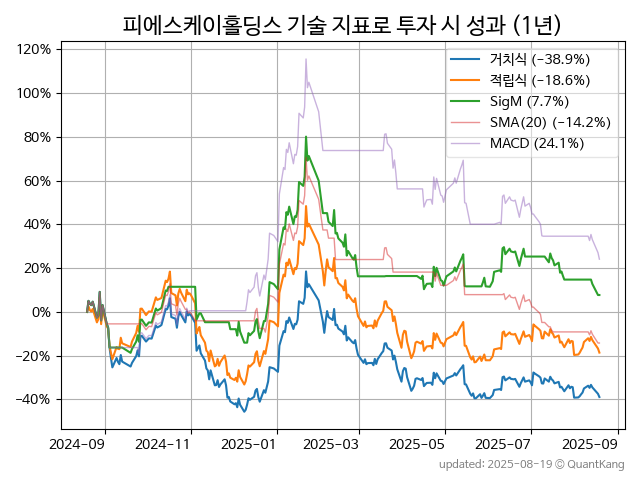 피에스케이홀딩스 기술 지표로 투자 시 성과 (1년)
120%
100%
80%
60%
40%
20%
0%
−20%
−40%
거치식 (−38.9%)
적립식 (−18.6%)
SigM (7.7%)
SMA(20) (−14.2%)
MACD (24.1%)
2024-09 2024-11 2025-01 2025-03 2025-05 2025-07 2025-09
updated: 2025-08-19 © QuantKang